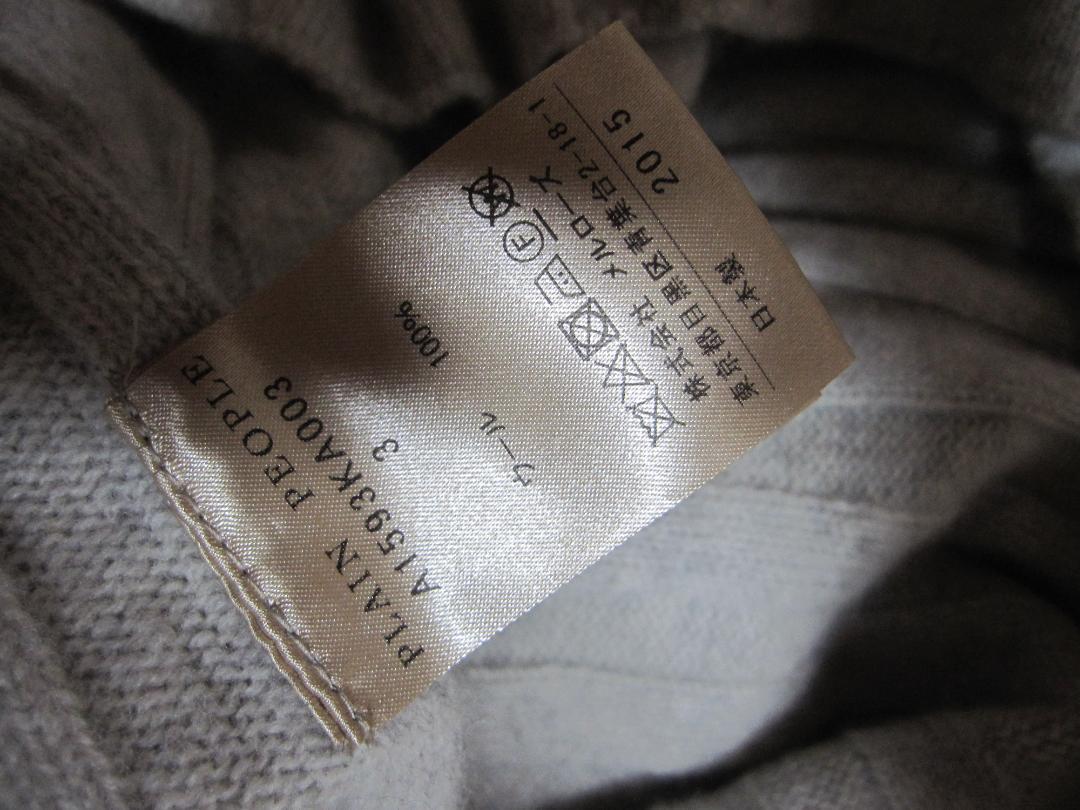 PLAIN PEOPLE
A1593KA0003
3
ウール 100%
F W
株式会社 メルローズ
東京都目黒区青葉台2-18-1
日本製 2015